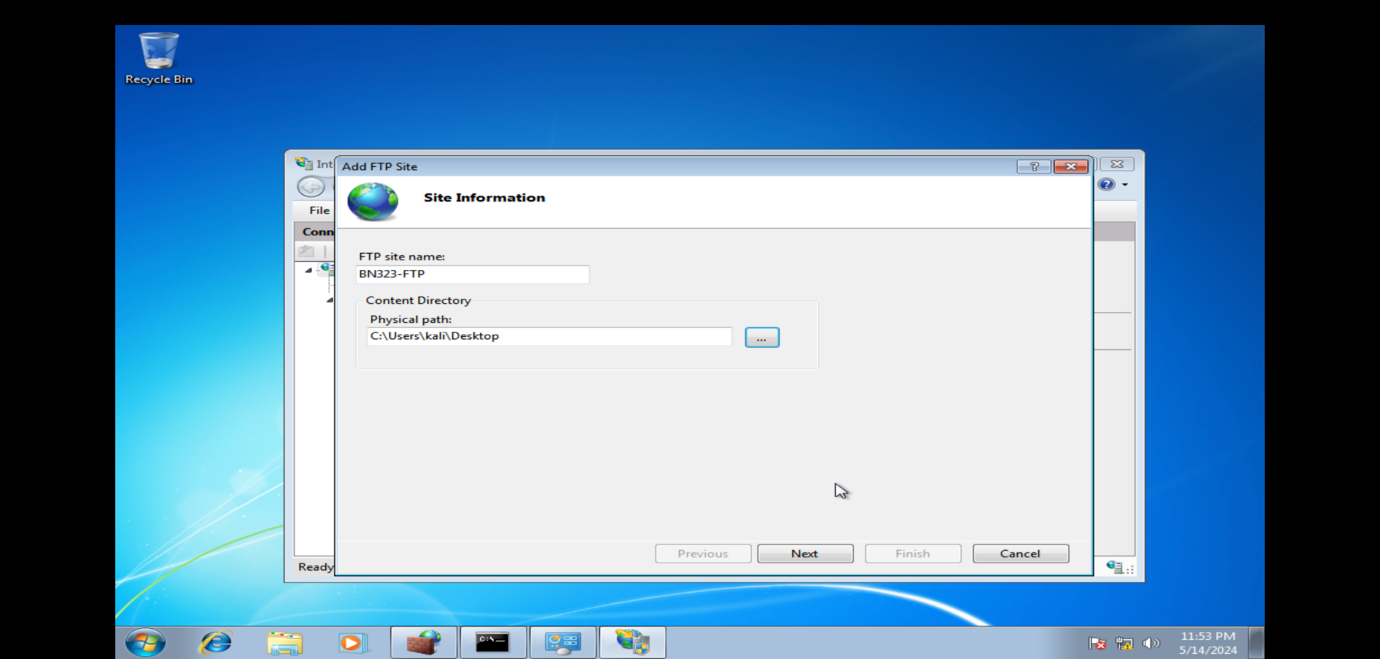 Recycle Bin
Int
Add FTP Site
?
Site Information
File
Conn
FTP site name:
BN323-FTP
Content Directory
Physical path:
C:\Users\kali\Desktop
...
Previous
Next
Finish
Cancel
Ready
C:\_
11:53 PM
5/14/2024